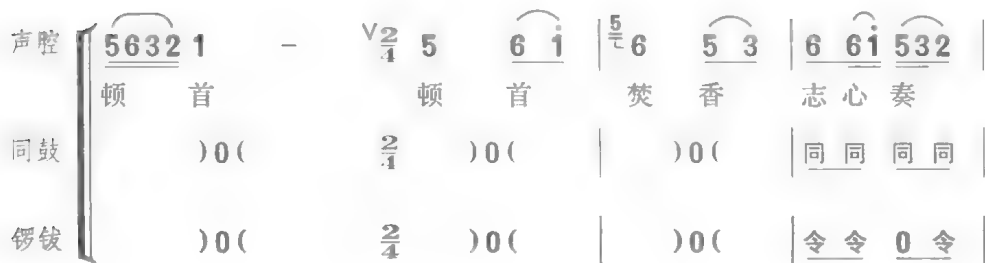 声腔 5632 1 - ∨ 2/4 5 6 i | 5 6 5 3 | 6 6i 532 |
顿 首 顿 首 焚 香 志 心 奏
同鼓 )0( 2/4 )0( | )0( | 同 同 同 同 |
锣钹 )0( 2/4 )0( | )0( | 令 令 0 令 |